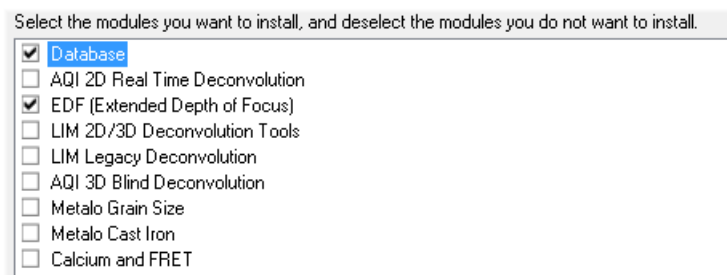 Select the modules you want to install, and deselect the modules you do not want to install.
Database
AQI 2D Real Time Deconvolution
EDF (Extended Depth of Focus)
LIM 2D/3D Deconvolution Tools
LIM Legacy Deconvolution
AQI 3D Blind Deconvolution
Metalo Grain Size
Metalo Cast Iron
Calcium and FRET